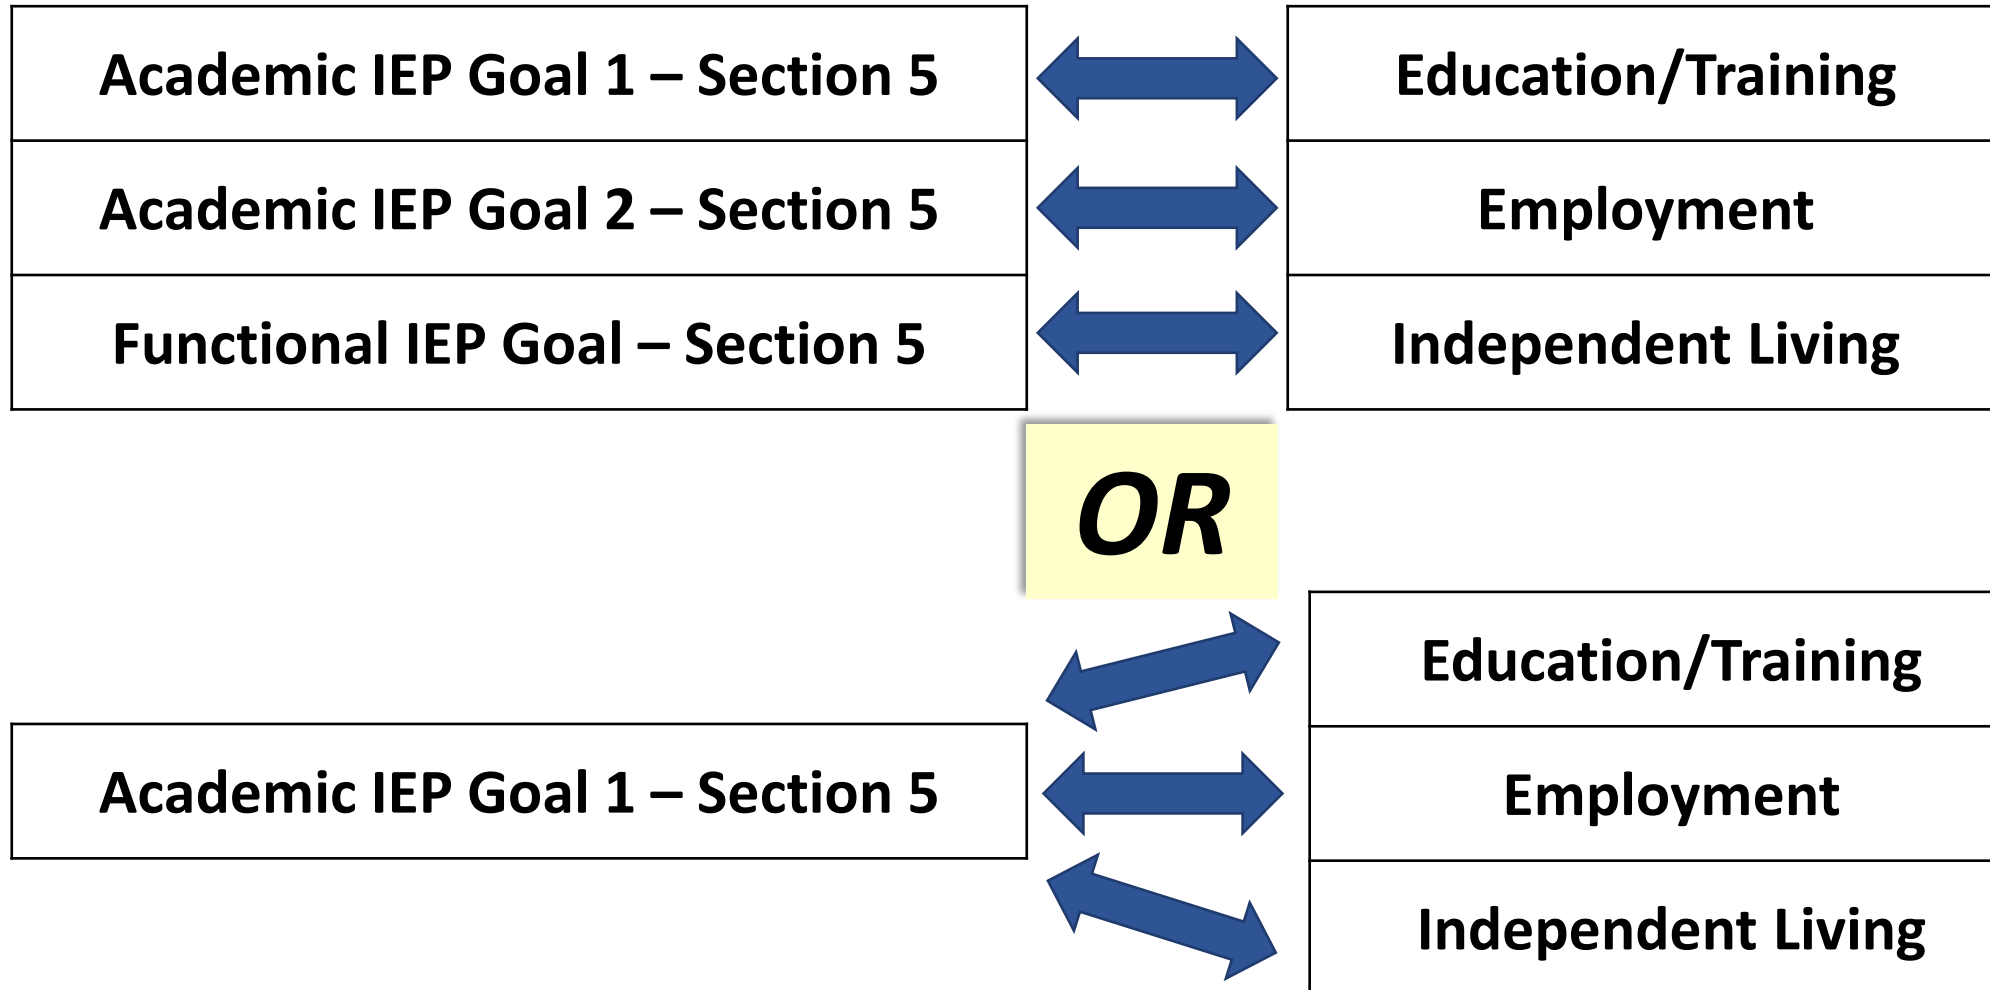 Academic IEP Goal 1 – Section 5
Education/Training
Academic IEP Goal 2 – Section 5
Employment
Functional IEP Goal – Section 5
Independent Living
OR
Education/Training
Academic IEP Goal 1 – Section 5
Employment
Independent Living